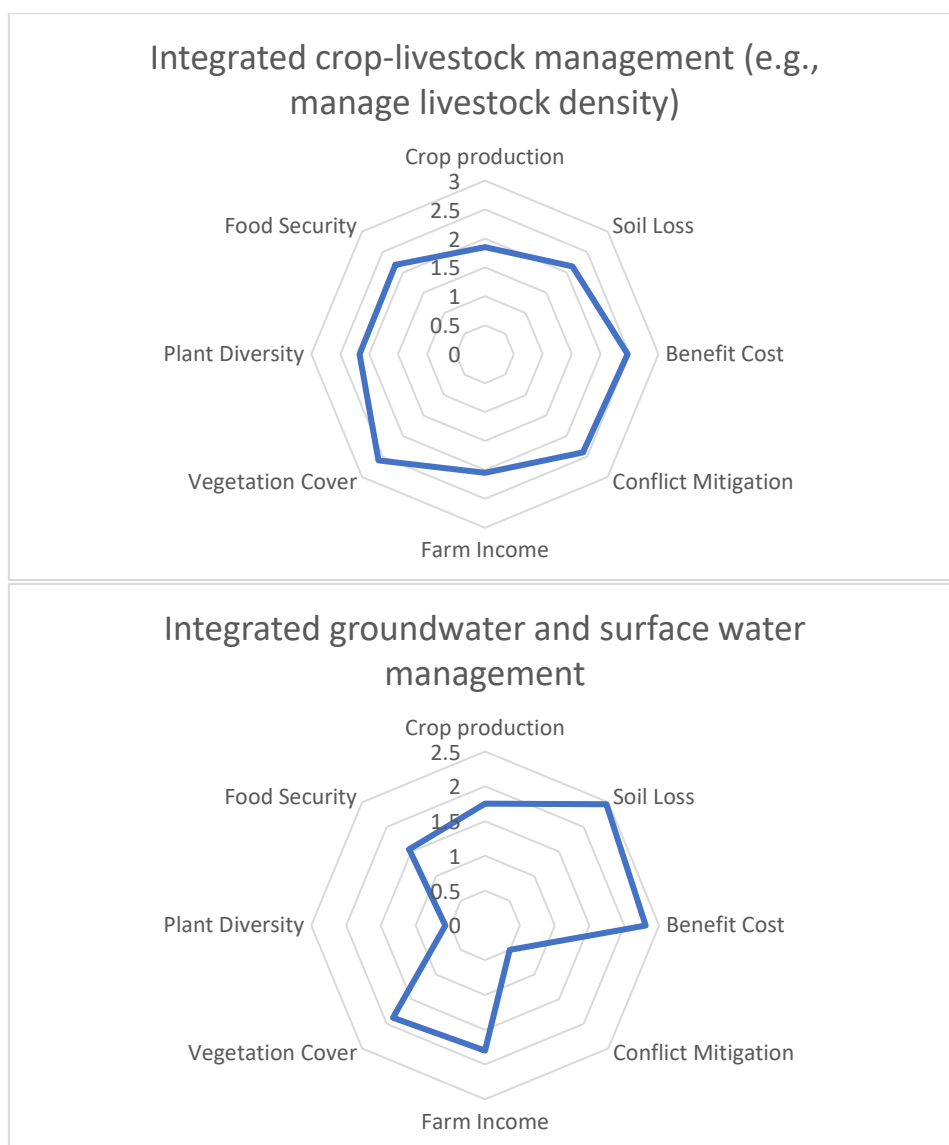 Integrated crop-livestock management (e.g.,
manage livestock density)
Crop production
3
2.5
2
1.5
1
0.5
0
Soil Loss
Benefit Cost
Conflict Mitigation
Farm Income
Vegetation Cover
Plant Diversity
Food Security
Integrated groundwater and surface water
management
Crop production
2.5
2
1.5
1
0.5
0
Soil Loss
Benefit Cost
Conflict Mitigation
Farm Income
Vegetation Cover
Plant Diversity
Food Security